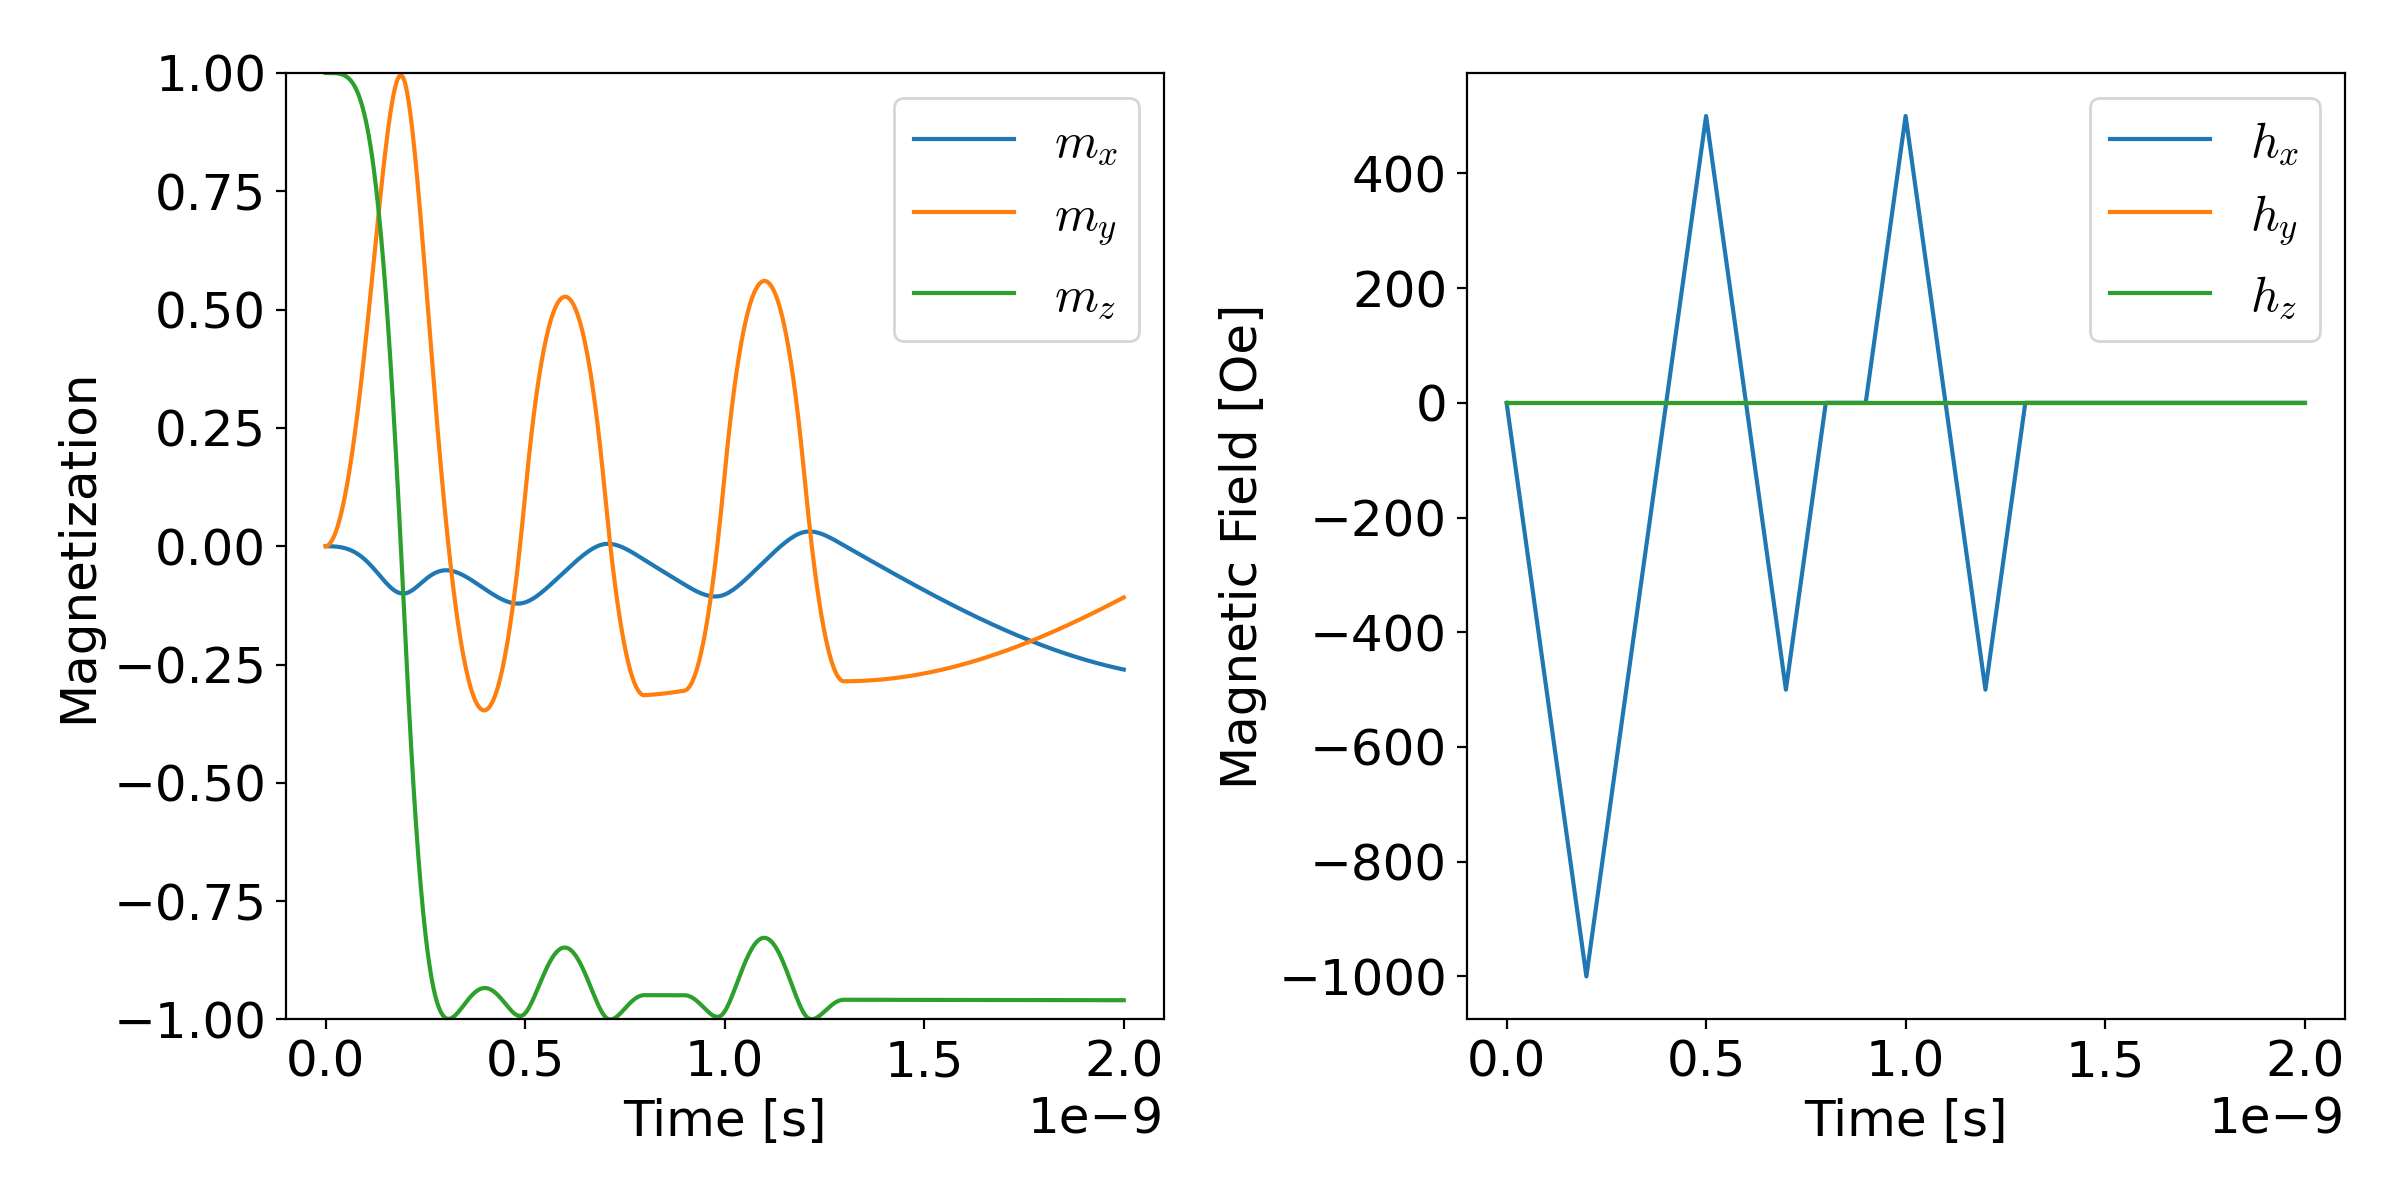 Magnetization
1.00
0.75
0.50
0.25
0.00
−0.25
−0.50
−0.75
−1.00
0.0 0.5 1.0 1.5 2.0
Time [s]
1e−9
m_x
m_y
m_z
Magnetic Field [Oe]
400
200
0
−200
−400
−600
−800
−1000
0.0 0.5 1.0 1.5 2.0
Time [s]
1e−9
h_x
h_y
h_z